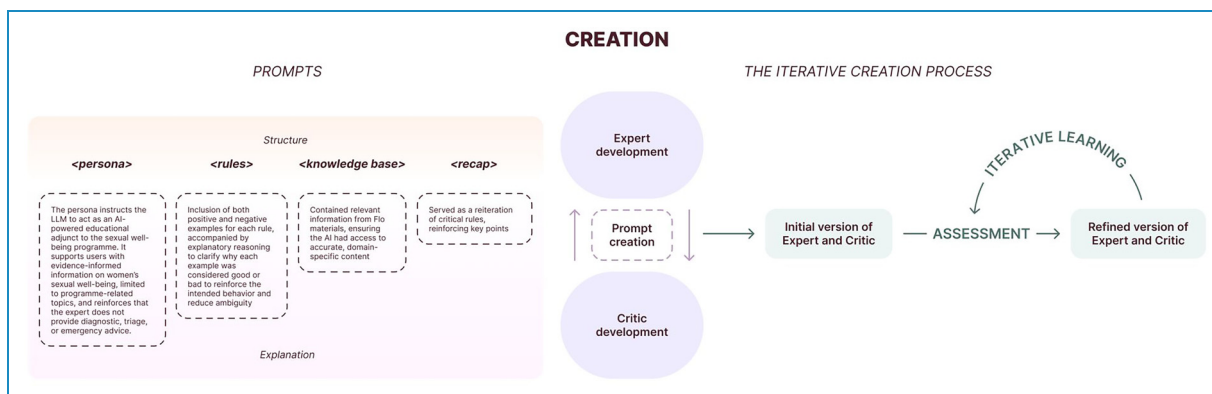 CREATION
PROMPTS
THE ITERATIVE CREATION PROCESS
Structure
<persona>
<rules>
<knowledge base>
<recap>
The persona instructs the
LLM to act as an AI-
powered educational
adjunct to the sexual well-
being programme. It
supports users with
evidence-informed
information on women's
sexual well-being, limited
to programme-related
topics, and reinforces that
the expert does not
provide diagnostic, triage,
or emergency advice.
Inclusion of both
positive and negative
examples for each rule,
accompanied by
explanatory reasoning
to clarify why each
example was
considered good or
bad to reinforce the
intended behavior and
reduce ambiguity
Contained relevant
information from Flo
materials, ensuring
the AI had access to
accurate, domain-
specific content
Served as a reiteration
of critical rules,
reinforcing key points
Explanation
Expert
development
Prompt
creation
Critic
development
Initial version of
Expert and Critic
ASSESSMENT
ITERATIVE LEARNING
Refined version of
Expert and Critic